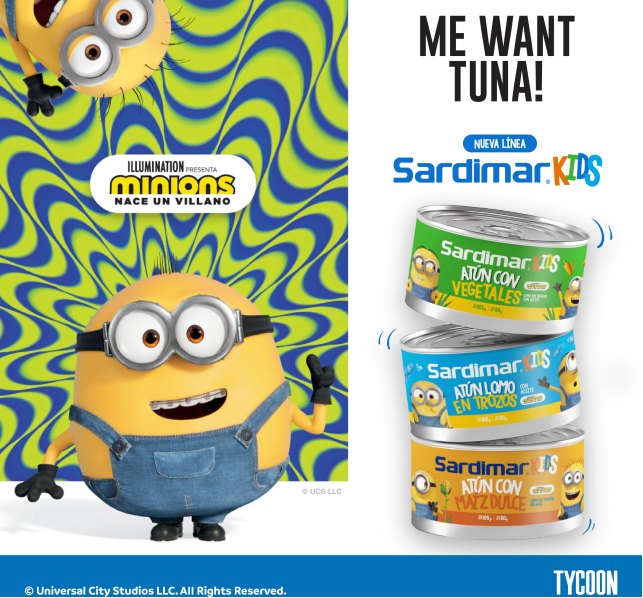 ME WANT
TUNA!
ILLUMINATION PRESENTA
minions
NACE UN VILLANO
NUEVA LÍNEA
Sardimar KIDS
Sardimar KIDS
ATÚN CON
VEGETALES
Sardimar KIDS
ATÚN LOMO
EN TROZOS
CON ACEITE
Sardimar KIDS
ATÚN CON
MAÍZ DULCE
© UCS LLC
© Universal City Studios LLC. All Rights Reserved.
TYCOON